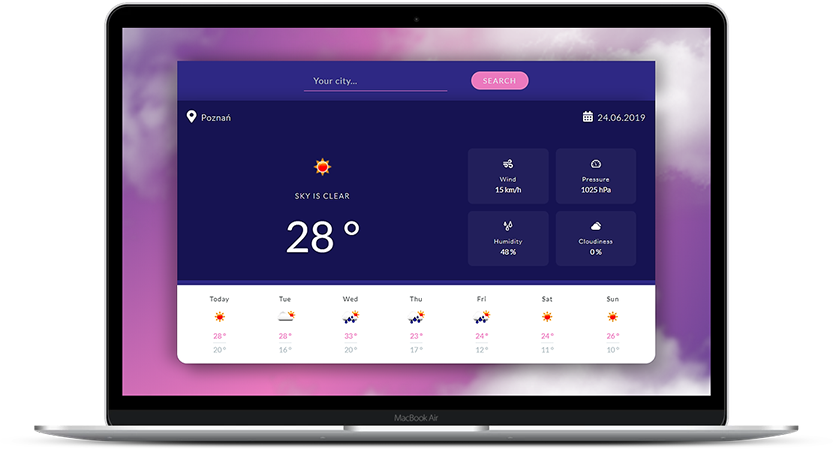 Your city...
SEARCH
Poznań
24.06.2019
SKY IS CLEAR
28 °
Wind
15 km/h
Pressure
1025 hPa
Humidity
48 %
Cloudiness
0 %
Today Tue Wed Thu Fri Sat Sun
28 ° 28 ° 33 ° 23 ° 24 ° 24 ° 26 °
20 ° 16 ° 20 ° 17 ° 12 ° 11 ° 10 °
MacBook Air